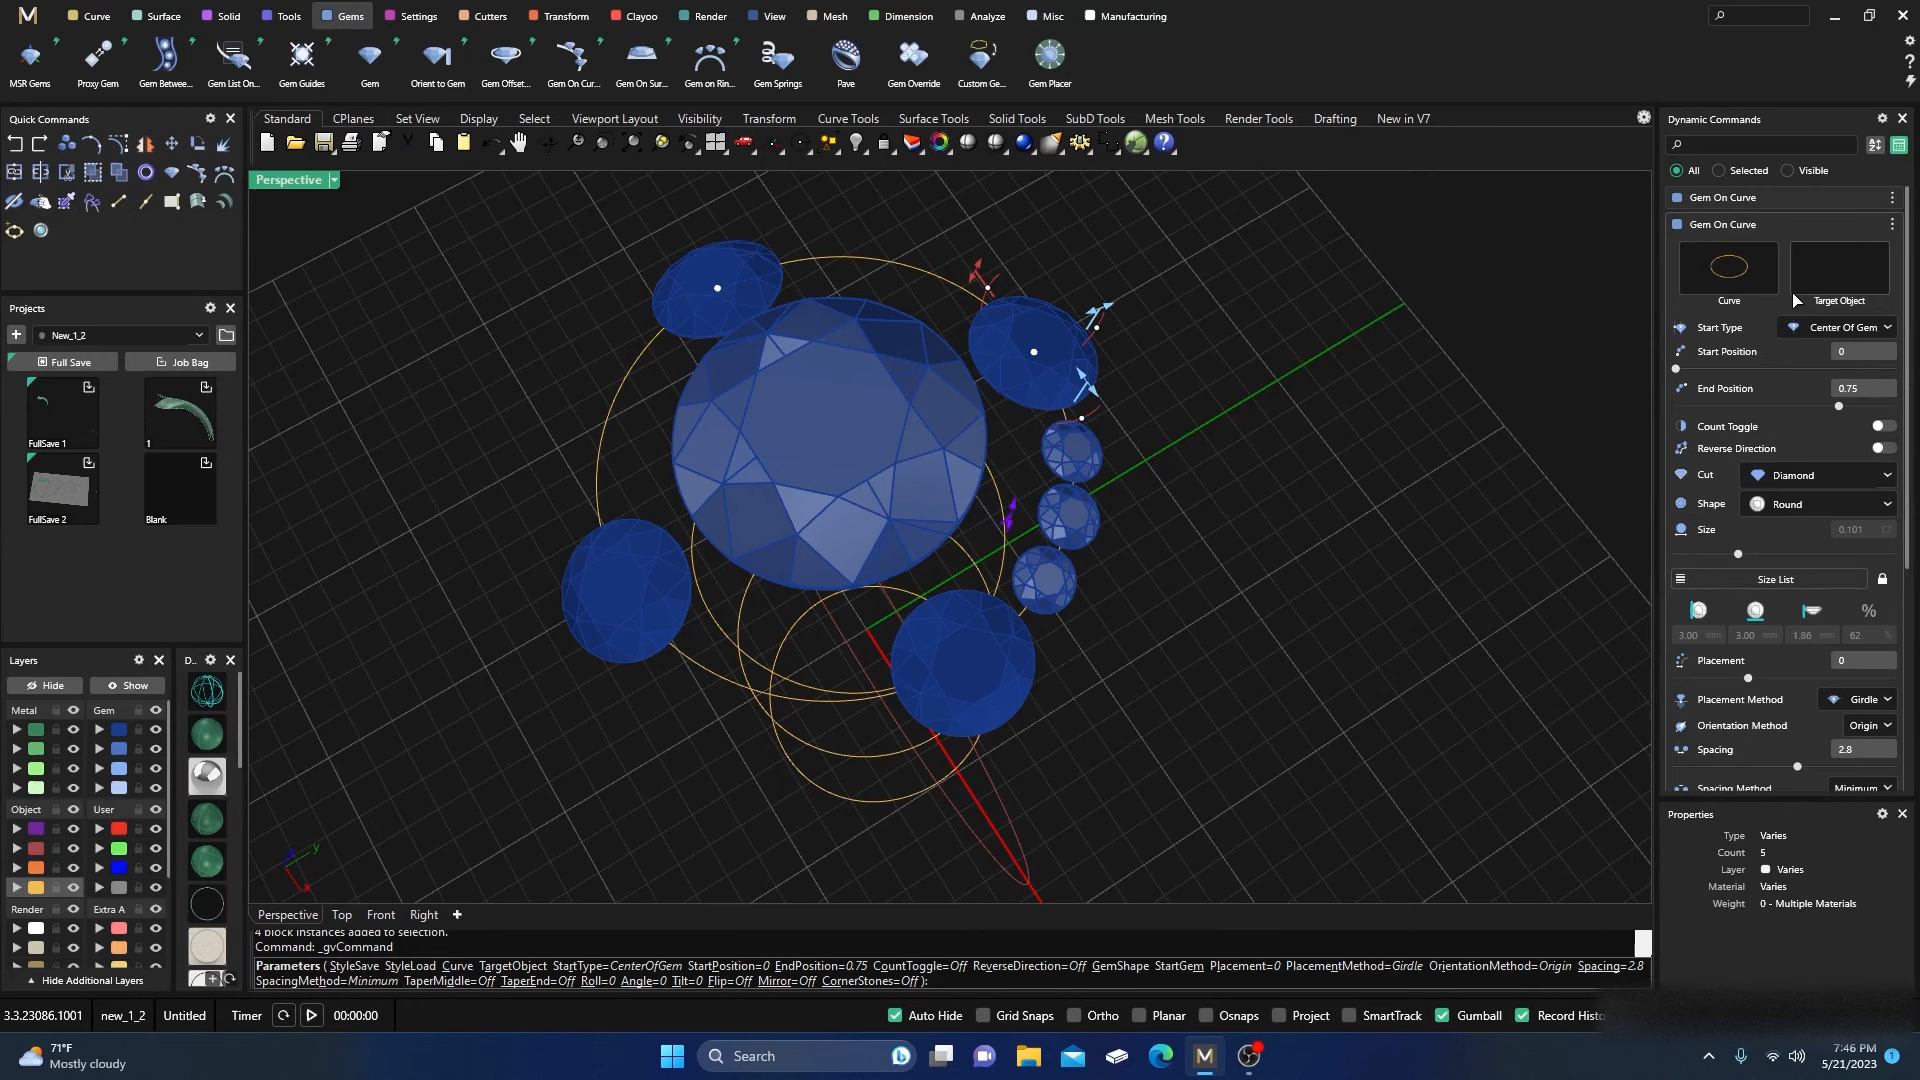 Curve Surface Solid Tools Gems Settings Cutters Transform Clayoo Render View Mesh Dimension Analyze Misc Manufacturing
MSR Gems Proxy Gem Gem Betwee... Gem List On... Gem Guides Gem Orient to Gem Gem Offset... Gem On Cur... Gem On Sur... Gem on Rin... Gem Springs Pave Gem Override Custom Ge... Gem Placer
Quick Commands
Projects
New_1_2
Full Save Job Bag
FullSave 1 1
FullSave 2 Blank
Layers D..
Hide Show
Metal Gem
Object User
Render Extra A
Hide Additional Layers
Standard CPlanes Set View Display Select Viewport Layout Visibility Transform Curve Tools Surface Tools Solid Tools SubD Tools Mesh Tools Render Tools Drafting New in V7
Perspective
y
x
Perspective Top Front Right
4 block instances added to selection.
Command: _gvCommand
Parameters ( StyleSave StyleLoad Curve TargetObject StartType=CenterOfGem StartPosition=0 EndPosition=0.75 CountToggle=Off ReverseDirection=Off GemShape StartGem Placement=0 PlacementMethod=Girdle OrientationMethod=Origin Spacing=2.8
SpacingMethod=Minimum TaperMiddle=Off TaperEnd=Off Roll=0 Angle=0 Tilt=0 Flip=Off Mirror=Off CornerStones=Off ):
Dynamic Commands
All Selected Visible
Gem On Curve
Gem On Curve
Curve Target Object
Start Type Center Of Gem
Start Position 0
End Position 0.75
Count Toggle
Reverse Direction
Cut Diamond
Shape Round
Size 0.101 CT
Size List
%
3.00 mm 3.00 mm 1.86 mm 62 %
Placement 0
Placement Method Girdle
Orientation Method Origin
Spacing 2.8
Spacing Method Minimum
Properties
Type Varies
Count 5
Layer Varies
Material Varies
Weight 0 - Multiple Materials
3.3.23086.1001 new_1_2 Untitled Timer 00:00:00 Auto Hide Grid Snaps Ortho Planar Osnaps Project SmartTrack Gumball Record Histo
71°F
Mostly cloudy
Search
7:46 PM
5/21/2023
1